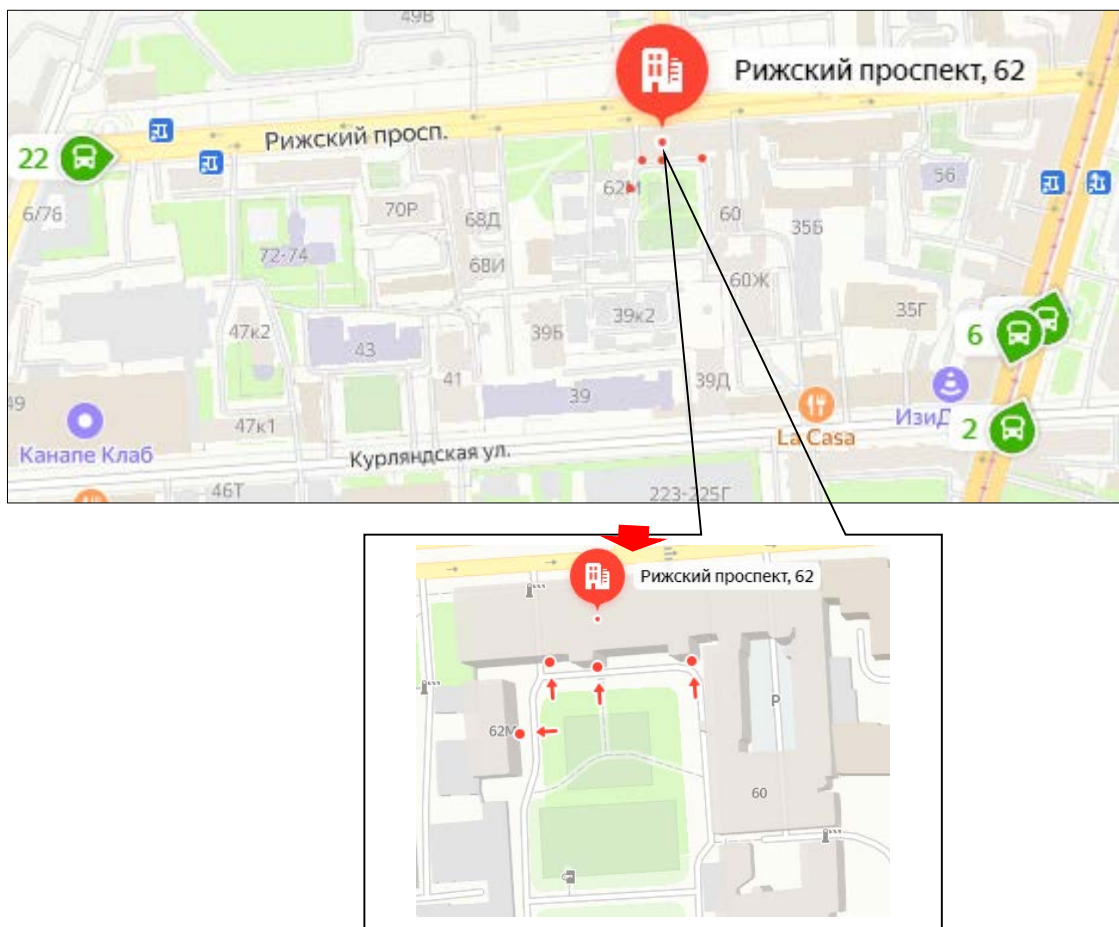 49В
Рижский проспект, 62
Рижский просп.
22
6/76
62М
56
70Р
68Д
60
35Б
72-74
68И
60Ж
39Б
39к2
35Г
6
47к2
43
41
39
39Д
49
47к1
Канапе Клаб
La Casa
ИзиД
2
Курляндская ул.
46Т
223-225Г
Рижский проспект, 62
62М
P
60